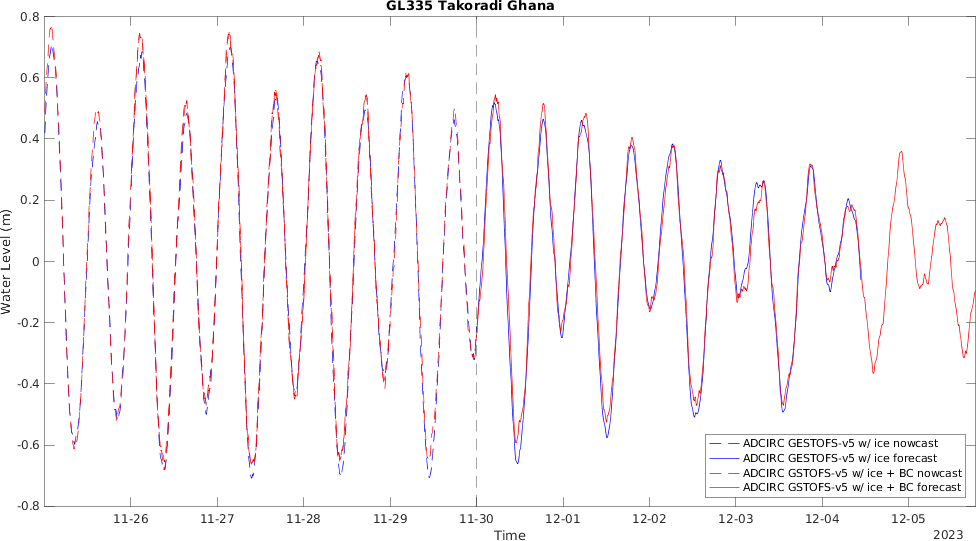 GL335 Takoradi Ghana
0.8
0.6
0.4
0.2
0
-0.2
-0.4
-0.6
-0.8
Water Level (m)
11-26 11-27 11-28 11-29 11-30 12-01 12-02 12-03 12-04 12-05
Time
2023
ADCIRC GESTOFS-v5 w/ ice nowcast
ADCIRC GESTOFS-v5 w/ ice forecast
ADCIRC GSTOFS-v5 w/ ice + BC nowcast
ADCIRC GSTOFS-v5 w/ ice + BC forecast